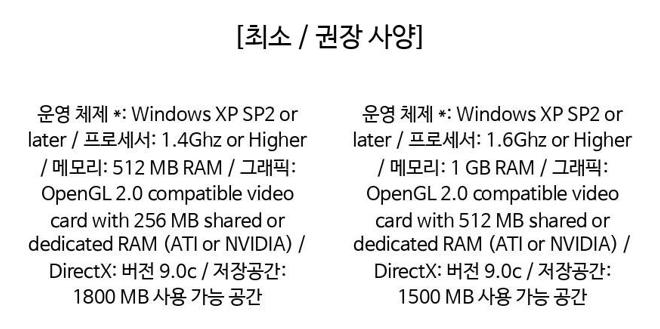 [최소 / 권장 사양]
운영 체제 *: Windows XP SP2 or
later / 프로세서: 1.4Ghz or Higher
/ 메모리: 512 MB RAM / 그래픽:
OpenGL 2.0 compatible video
card with 256 MB shared or
dedicated RAM (ATI or NVIDIA) /
DirectX: 버전 9.0c / 저장공간:
1800 MB 사용 가능 공간
운영 체제 *: Windows XP SP2 or
later / 프로세서: 1.6Ghz or Higher
/ 메모리: 1 GB RAM / 그래픽:
OpenGL 2.0 compatible video
card with 512 MB shared or
dedicated RAM (ATI or NVIDIA) /
DirectX: 버전 9.0c / 저장공간:
1500 MB 사용 가능 공간